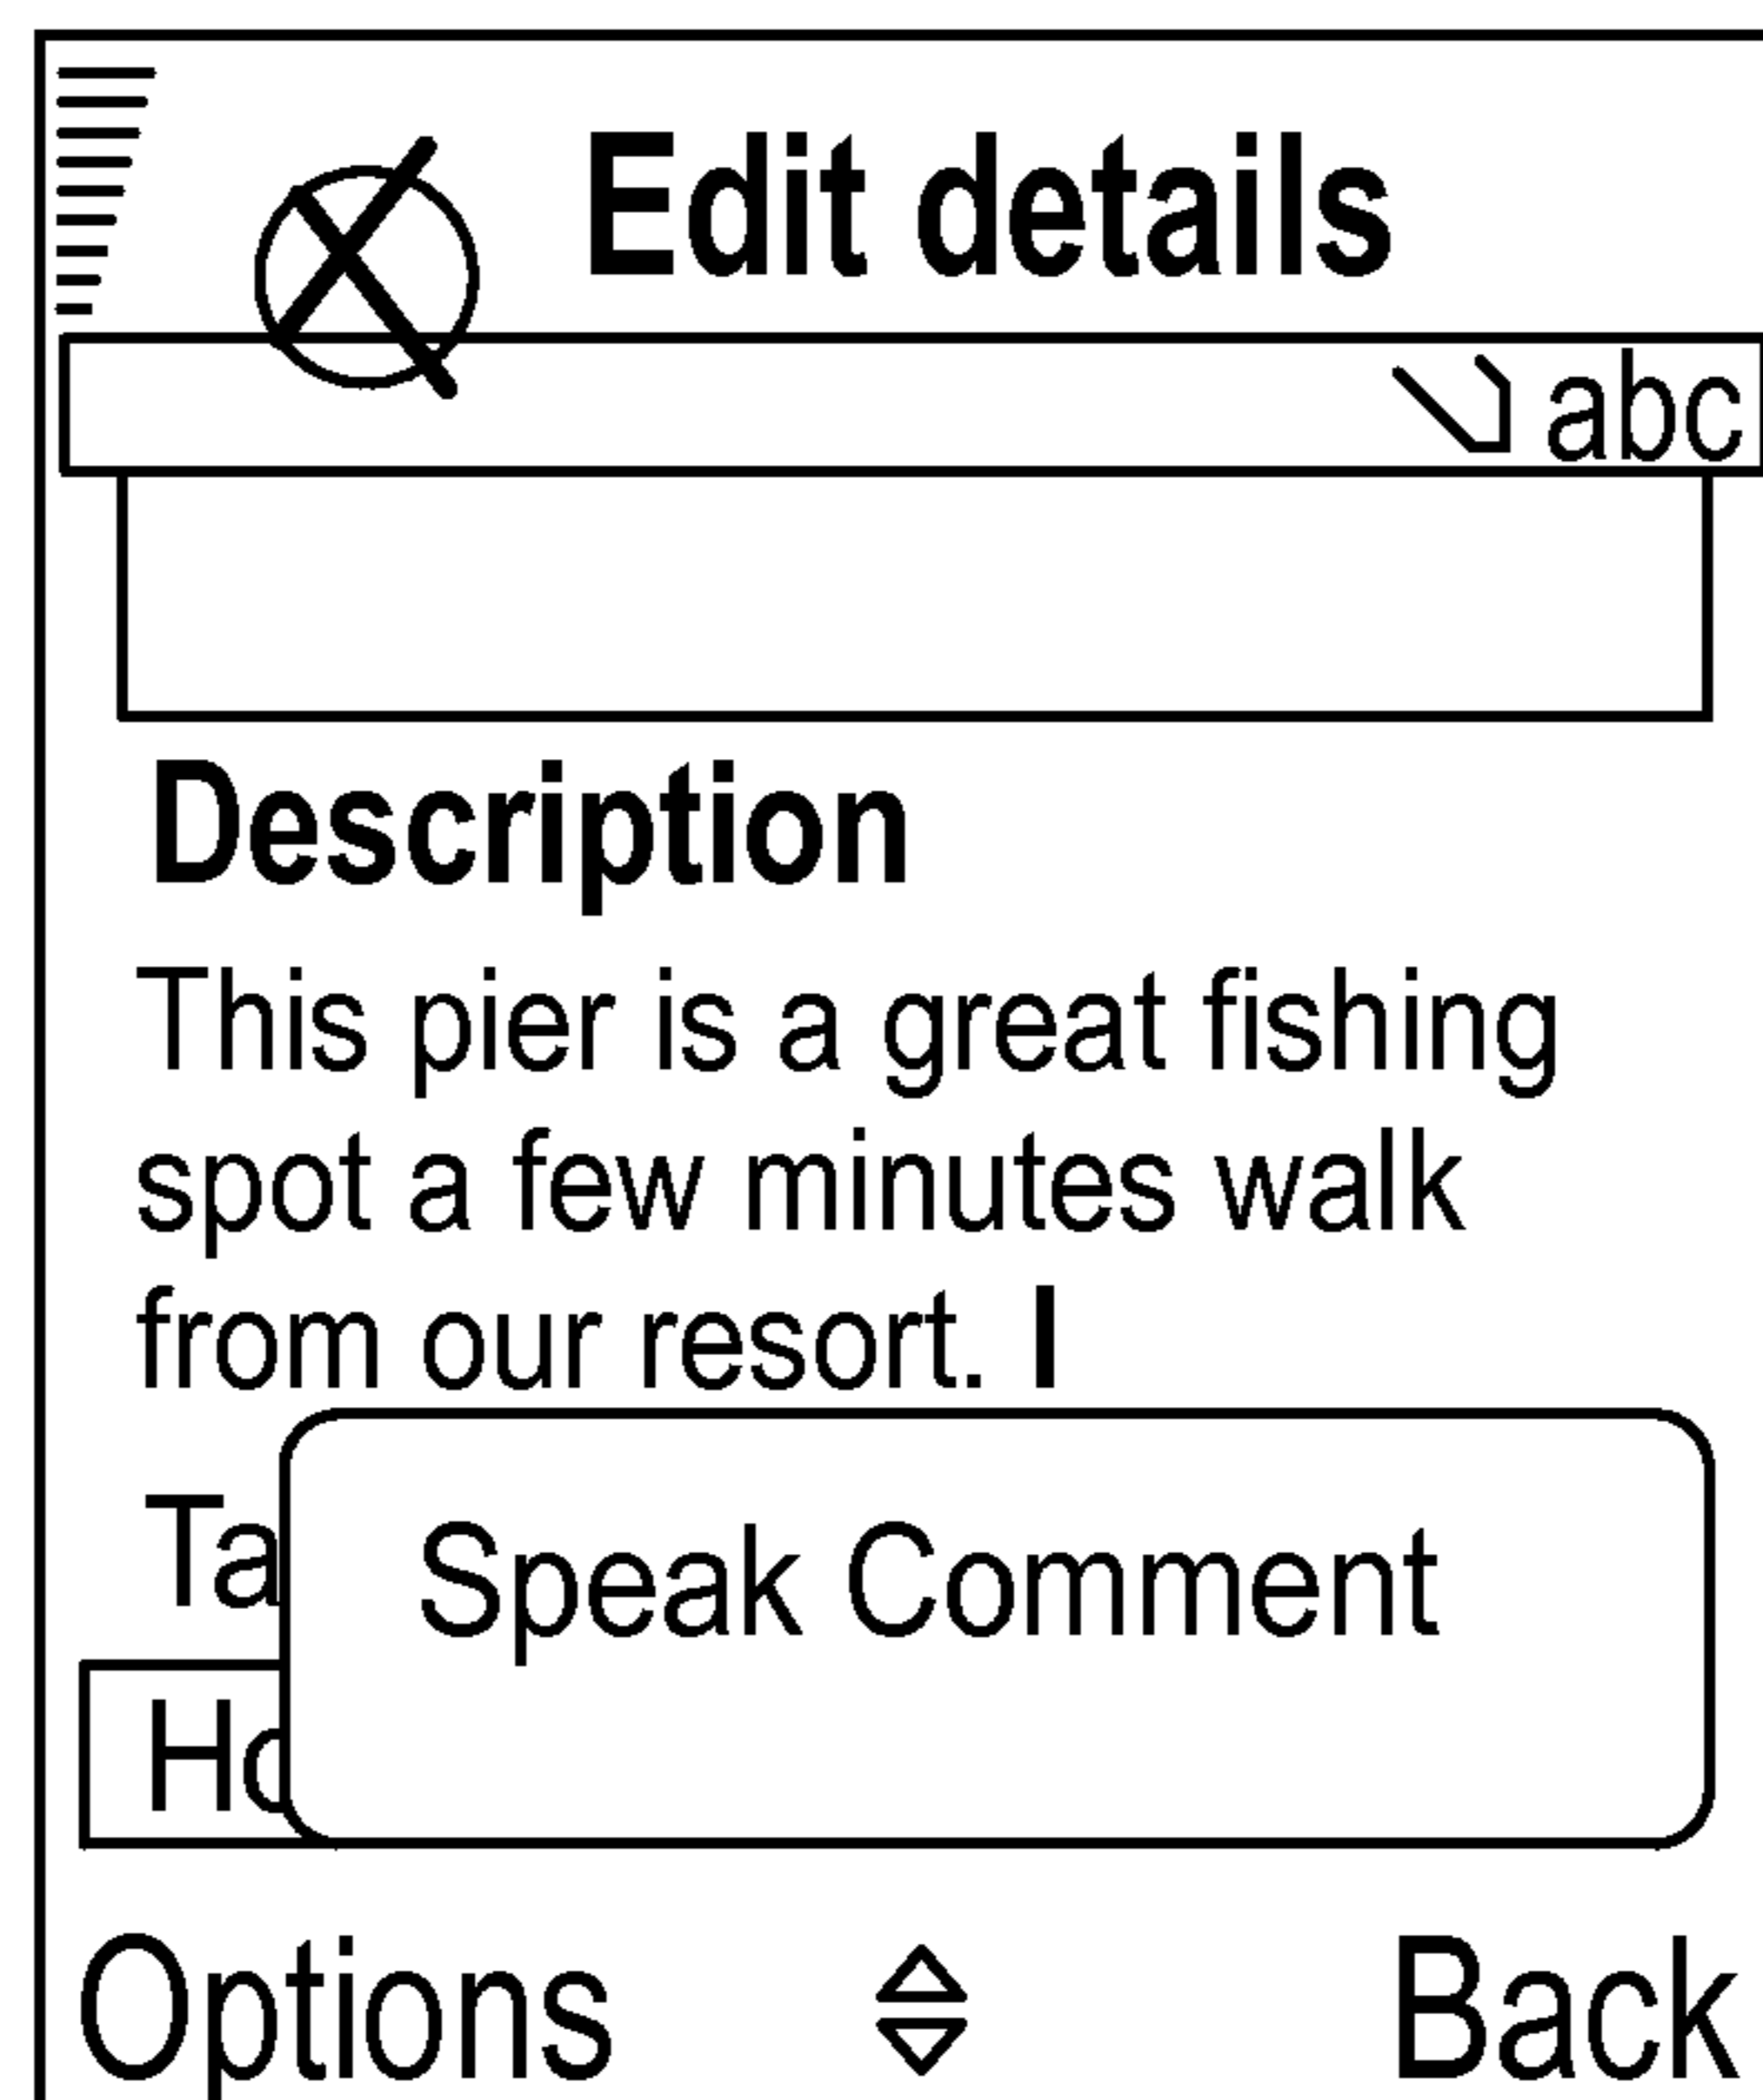 Edit details
abc
Description
This pier is a great fishing
spot a few minutes walk
from our resort.
Speak Comment
Options Back